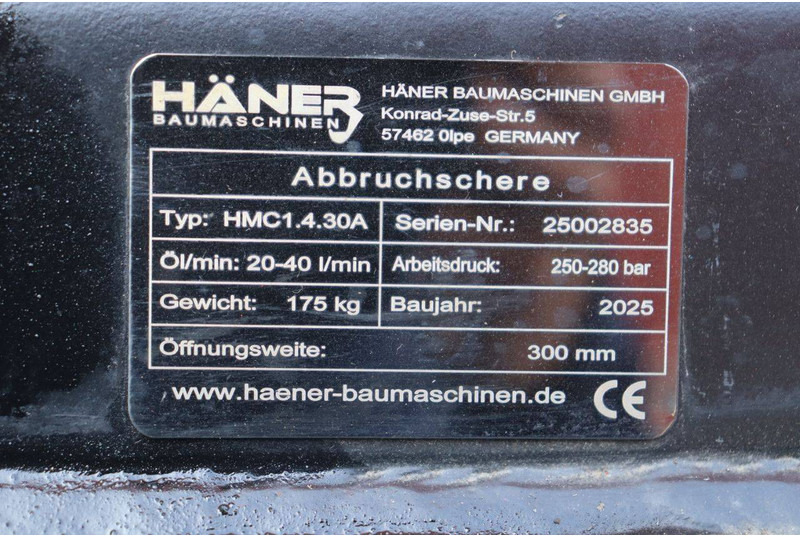 HÄNER
BAUMASCHINEN
HÄNER BAUMASCHINEN GMBH
Konrad-Zuse-Str.5
57462 Olpe GERMANY
Abbruchschere
Typ: HMC1.4.30A Serien-Nr.: 25002835
Öl/min: 20-40 l/min Arbeitsdruck: 250-280 bar
Gewicht: 175 kg Baujahr: 2025
Öffnungsweite: 300 mm
www.haener-baumaschinen.de CE